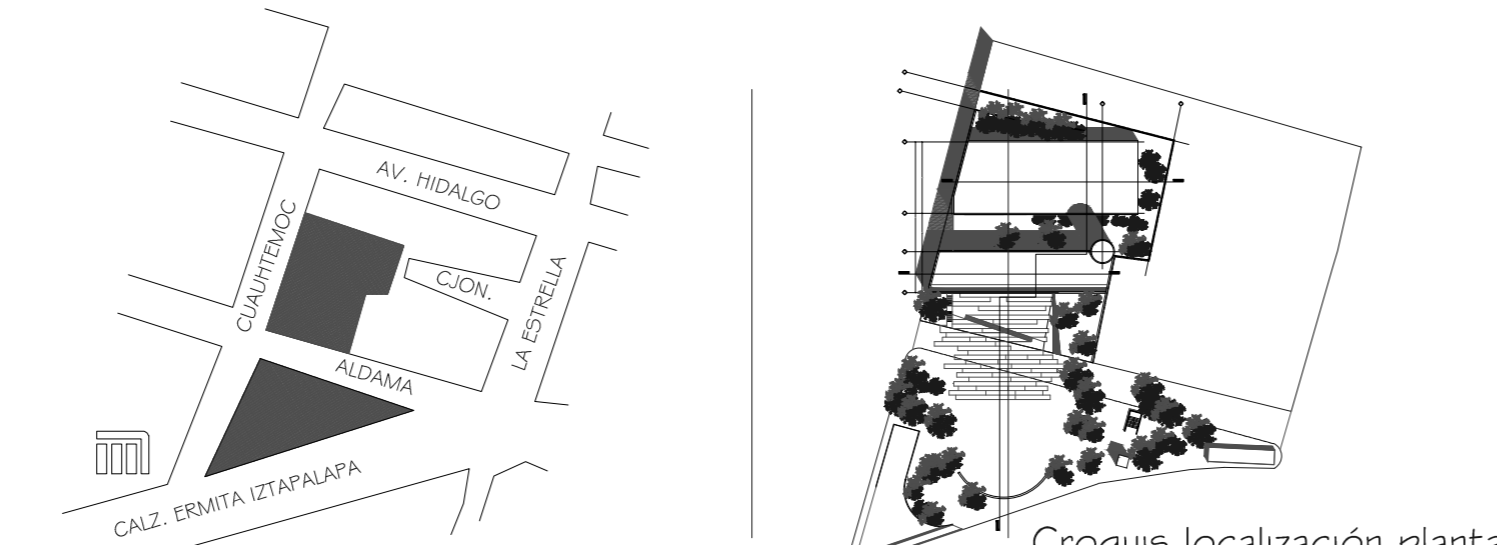 AV. HIDALGO
CUAUHTEMOC
CJON.
LA ESTRELLA
ALDAMA
CALZ. ERMITA IZTAPALAPA
Croquis localización planta